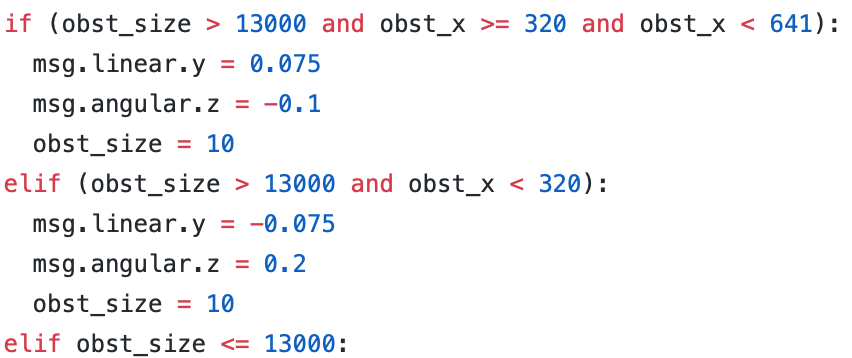 if (obst_size > 13000 and obst_x >= 320 and obst_x < 641):
  msg.linear.y = 0.075
  msg.angular.z = −0.1
  obst_size = 10
elif (obst_size > 13000 and obst_x < 320):
  msg.linear.y = −0.075
  msg.angular.z = 0.2
  obst_size = 10
elif obst_size <= 13000: